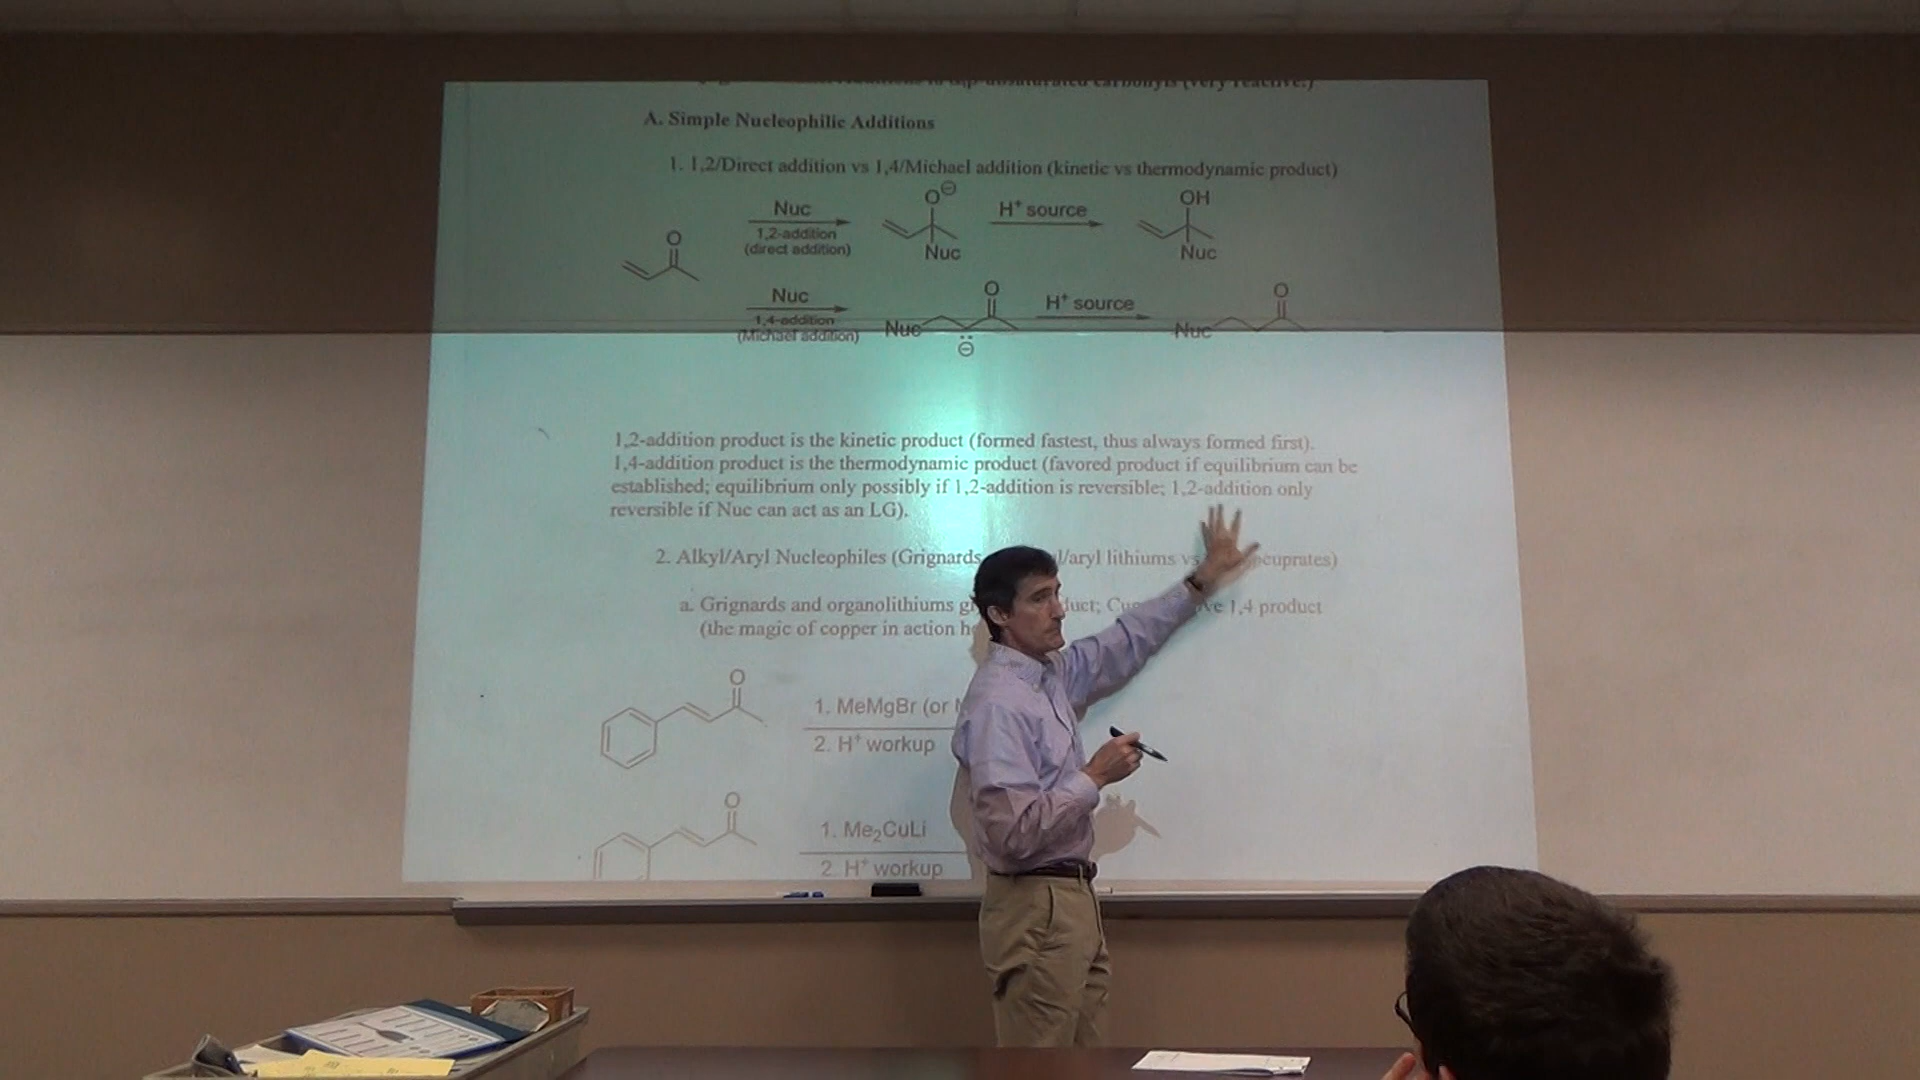 unsaturated carbonyls (very reactive!)
A. Simple Nucleophilic Additions
1. 1,2/Direct addition vs 1,4/Michael addition (kinetic vs thermodynamic product)
O⊖
OH
Nuc
H⁺ source
1,2-addition
(direct addition)
Nuc
Nuc
O
O
O
Nuc
H⁺ source
1,4-addition
(Michael addition)
Nuc
⊖
Nuc
1,2-addition product is the kinetic product (formed fastest, thus always formed first).
1,4-addition product is the thermodynamic product (favored product if equilibrium can be
established; equilibrium only possibly if 1,2-addition is reversible; 1,2-addition only
reversible if Nuc can act as an LG).
2. Alkyl/Aryl Nucleophiles (Grignards l/aryl lithiums vs cuprates)
a. Grignards and organolithiums 1,4 product
(the magic of copper in action
O
1. MeMgBr (or
2. H⁺ workup
O
1. Me₂CuLi
2. H⁺ workup